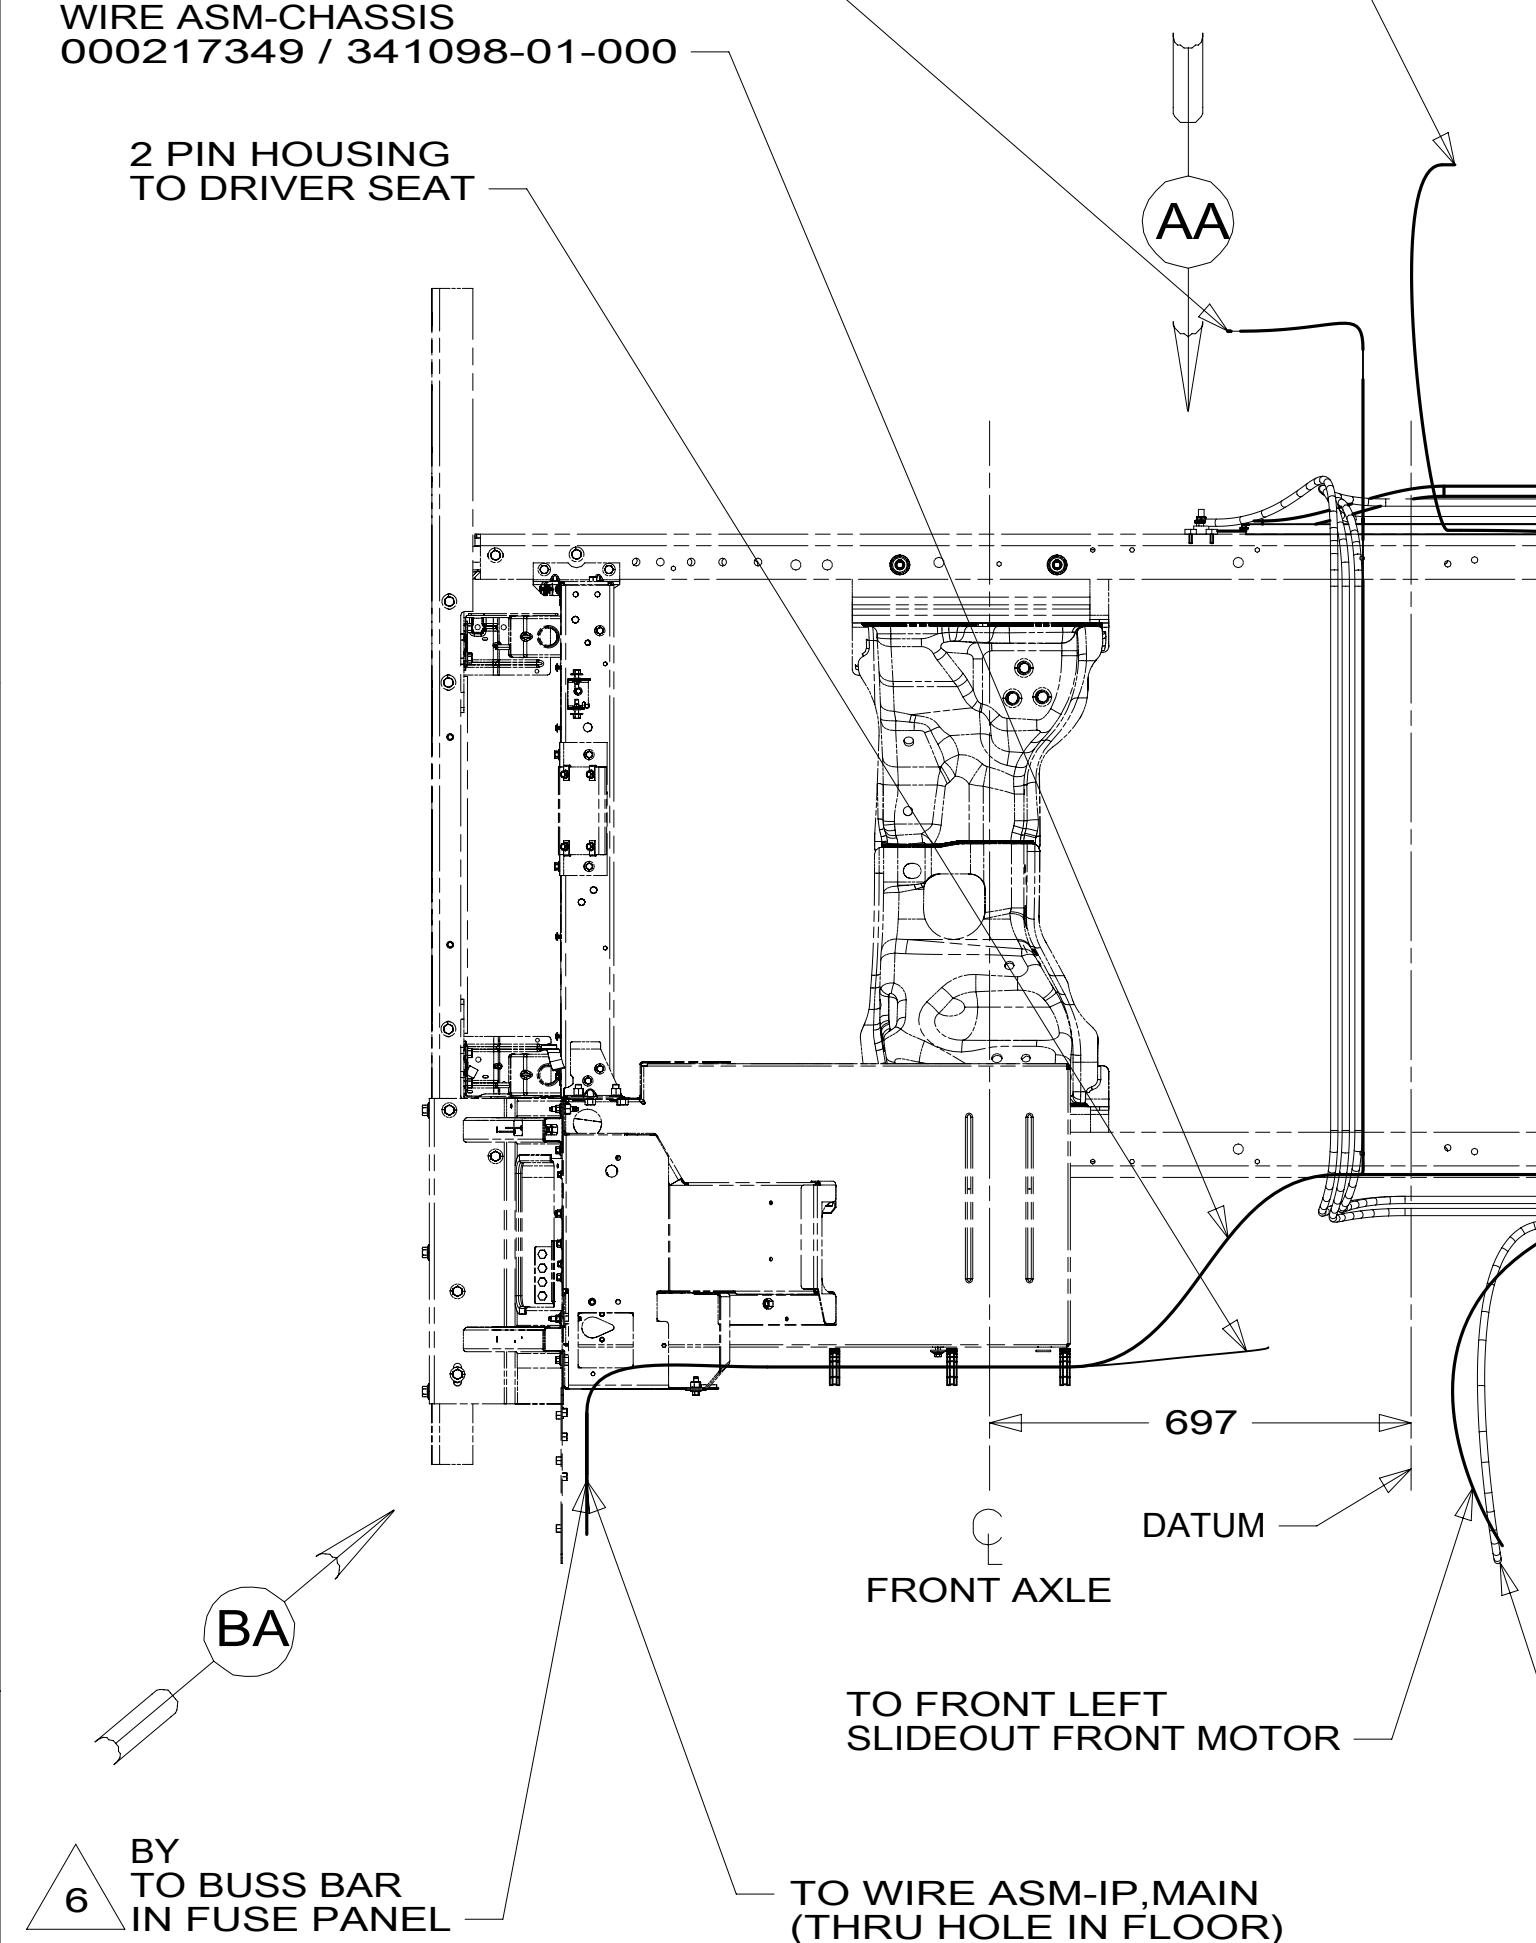 WIRE ASM-CHASSIS
000217349 / 341098-01-000
2 PIN HOUSING
TO DRIVER SEAT
AA
697
DATUM
CL
FRONT AXLE
BA
TO FRONT LEFT
SLIDEOUT FRONT MOTOR
6
BY
TO BUSS BAR
IN FUSE PANEL
TO WIRE ASM-IP,MAIN
(THRU HOLE IN FLOOR)